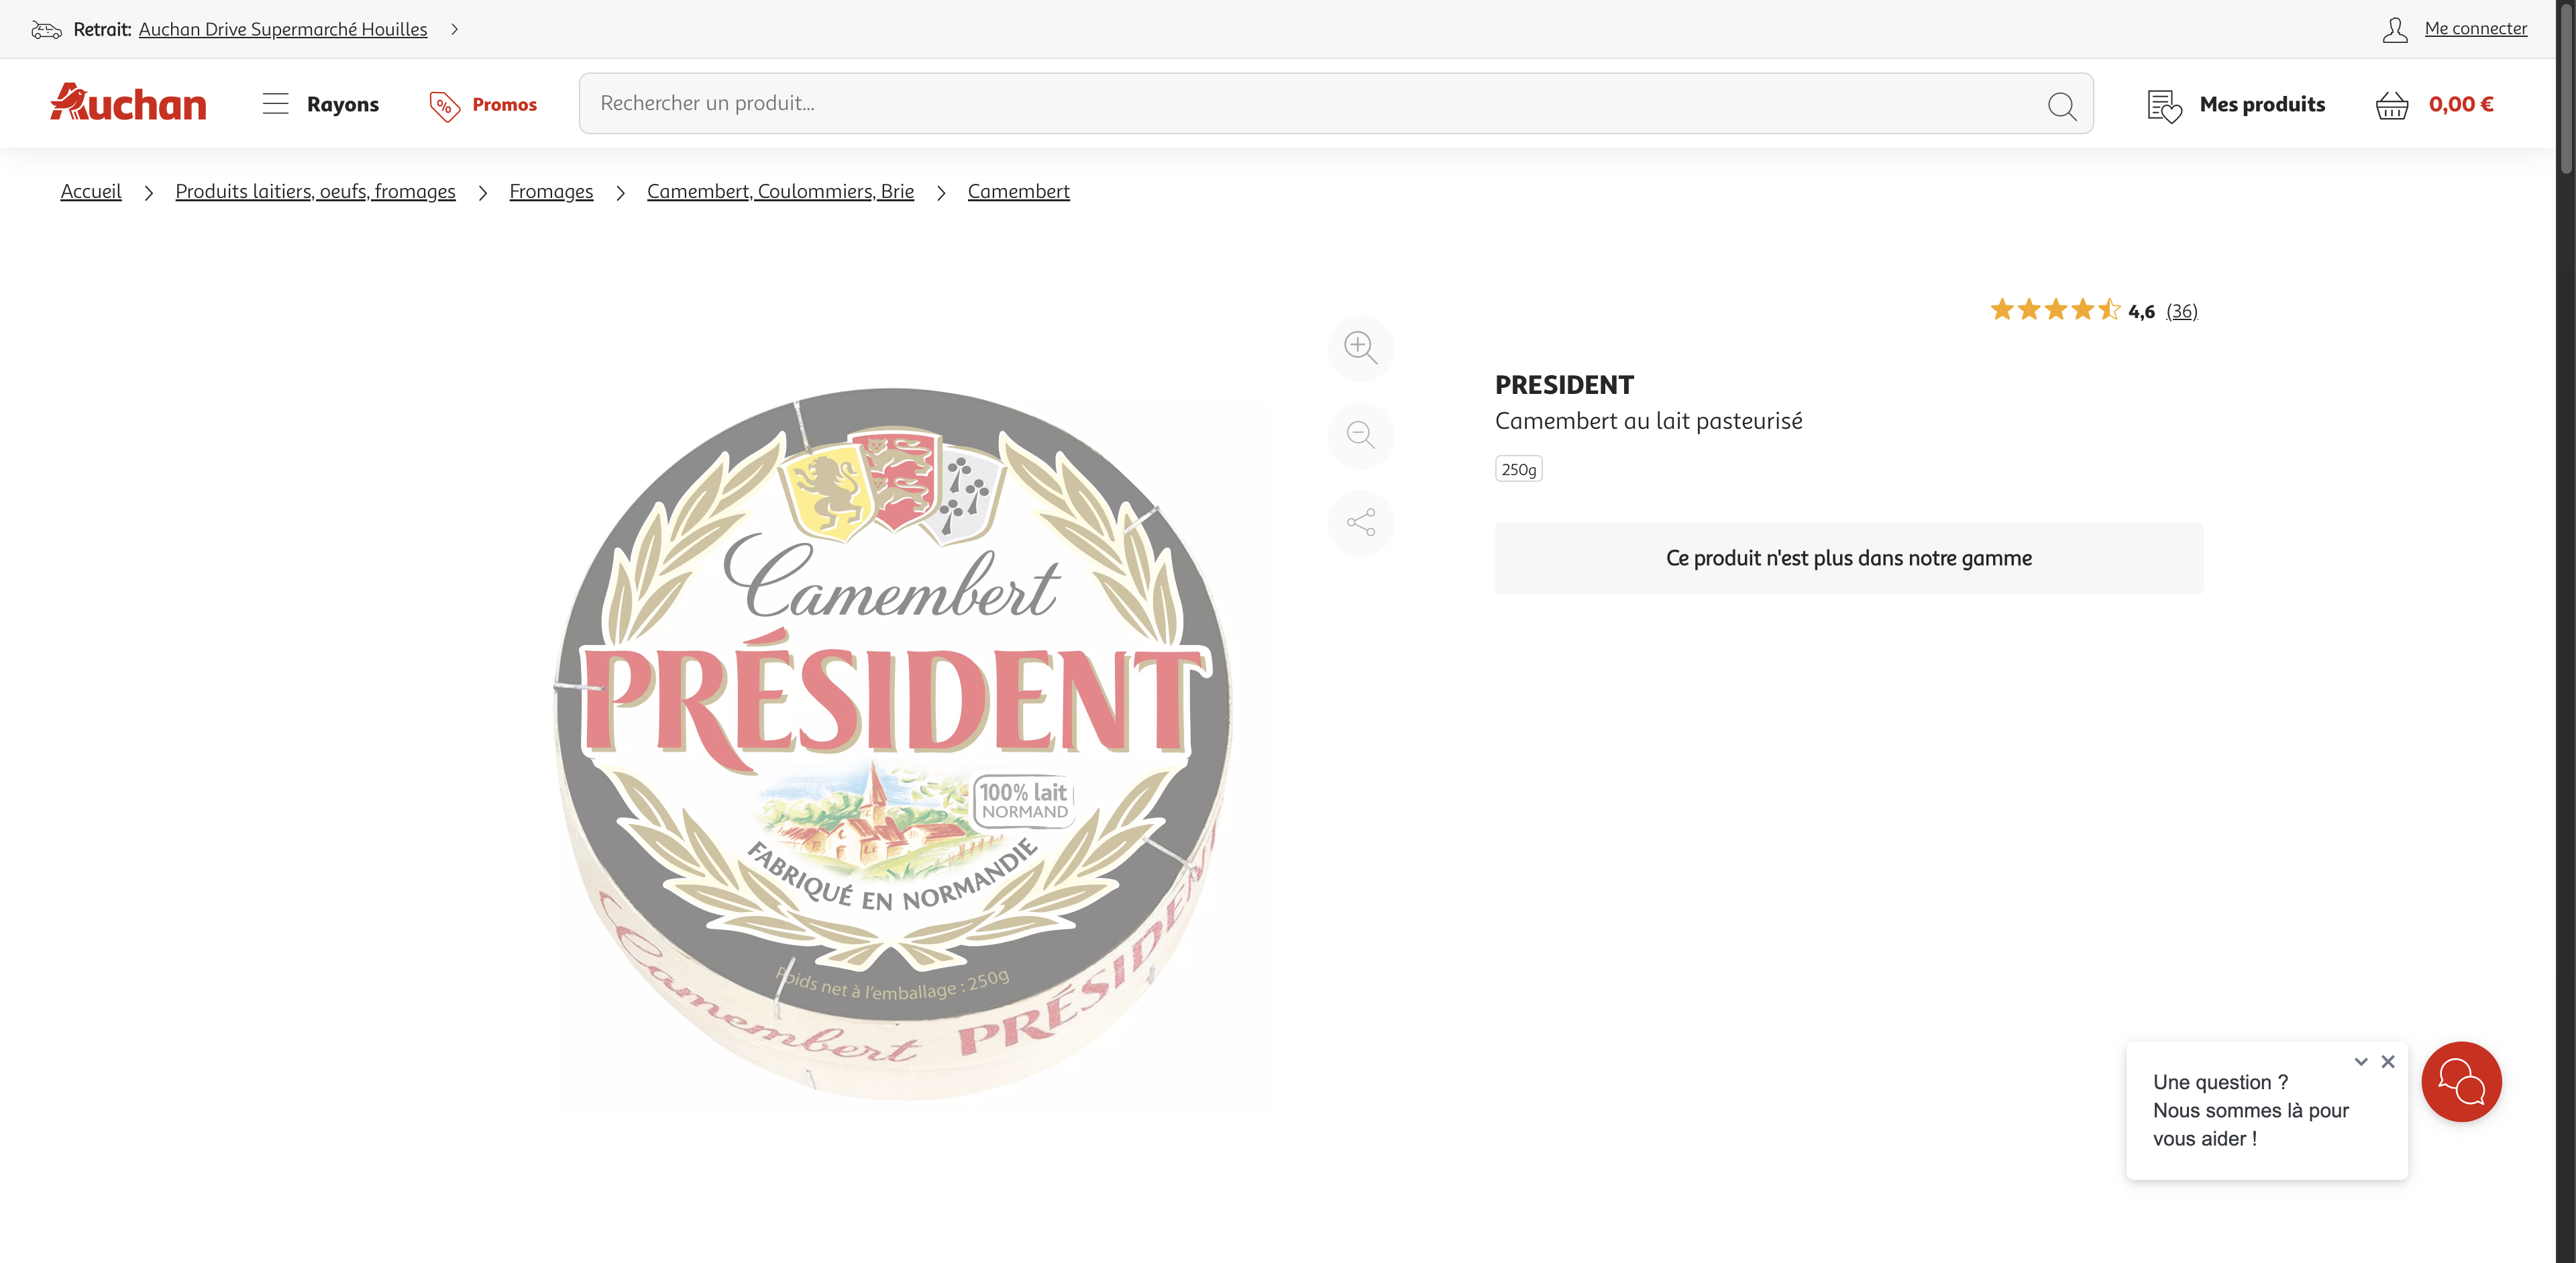 Retrait: Auchan Drive Supermarché Houilles
Me connecter
Auchan
Rayons
Promos
Rechercher un produit...
Mes produits
0,00 €
Accueil
Produits laitiers, oeufs, fromages
Fromages
Camembert, Coulommiers, Brie
Camembert
4,6 (36)
PRESIDENT
Camembert au lait pasteurisé
250g
Ce produit n'est plus dans notre gamme
Camembert
PRÉSIDENT
100% lait
NORMAND
FABRIQUÉ EN NORMANDIE
Poids net à l'emballage : 250g
Camembert PRÉSIDEN
Une question ?
Nous sommes là pour
vous aider !